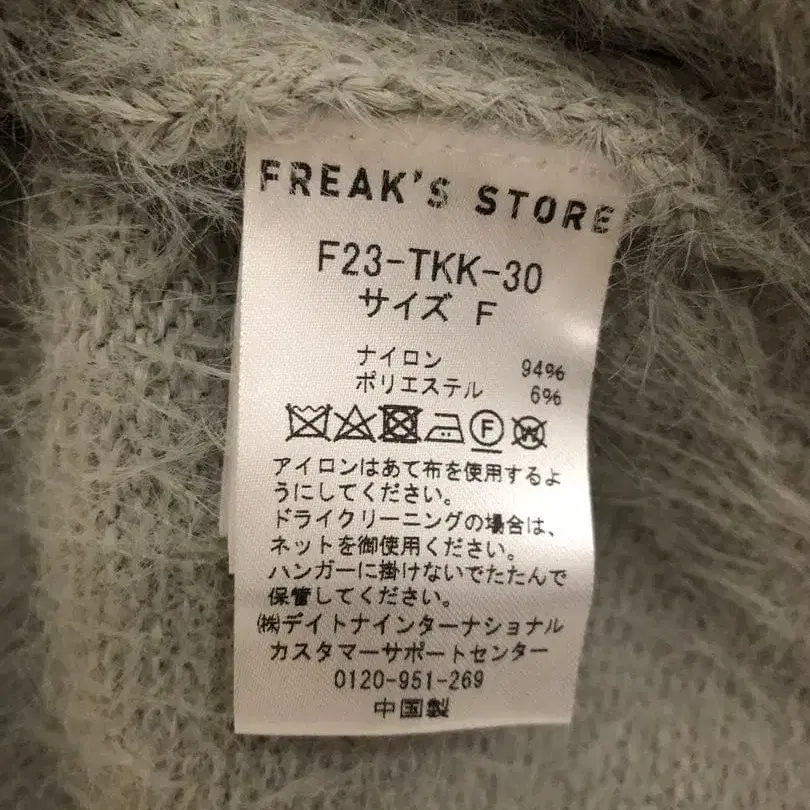 FREAK'S STORE
F23-TKK-30
サイズ F
ナイロン 94%
ポリエステル 6%
F W
アイロンはあて布を使用するよ
うにしてください。
ドライクリーニングの場合は、
ネットを御使用ください。
ハンガーに掛けないでたたんで
保管してください。
㈱デイトナインターナショナル
カスタマーサポートセンター
0120-951-269
中国製